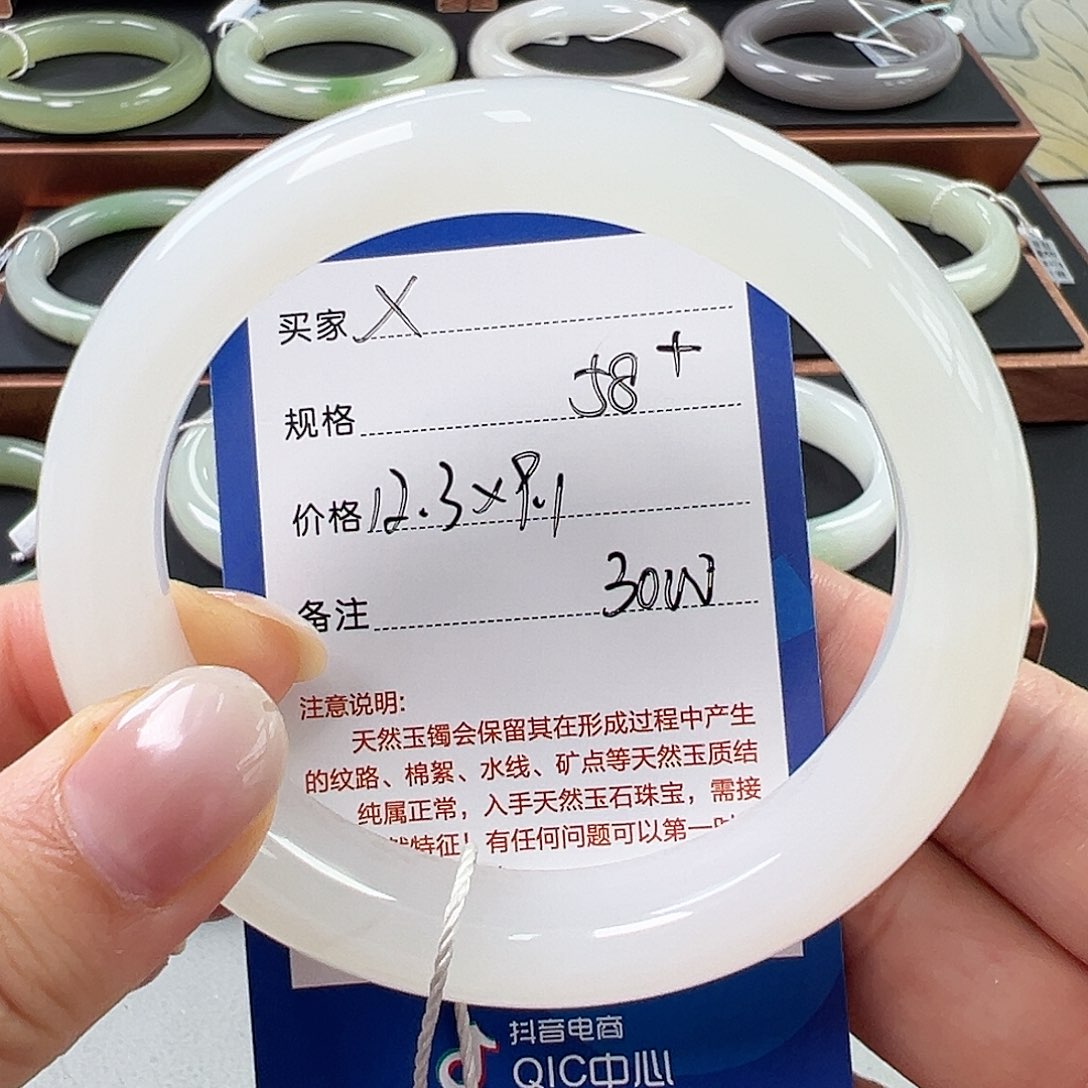 买家 X
规格 58+
价格 12.3x9.1
备注 30W
注意说明:
天然玉镯会保留其在形成过程中产生
的纹路、棉絮、水线、矿点等天然玉质结
纯属正常，入手天然玉石珠宝，需接
然特征！有任何问题可以第一时
抖音电商
QIC中心